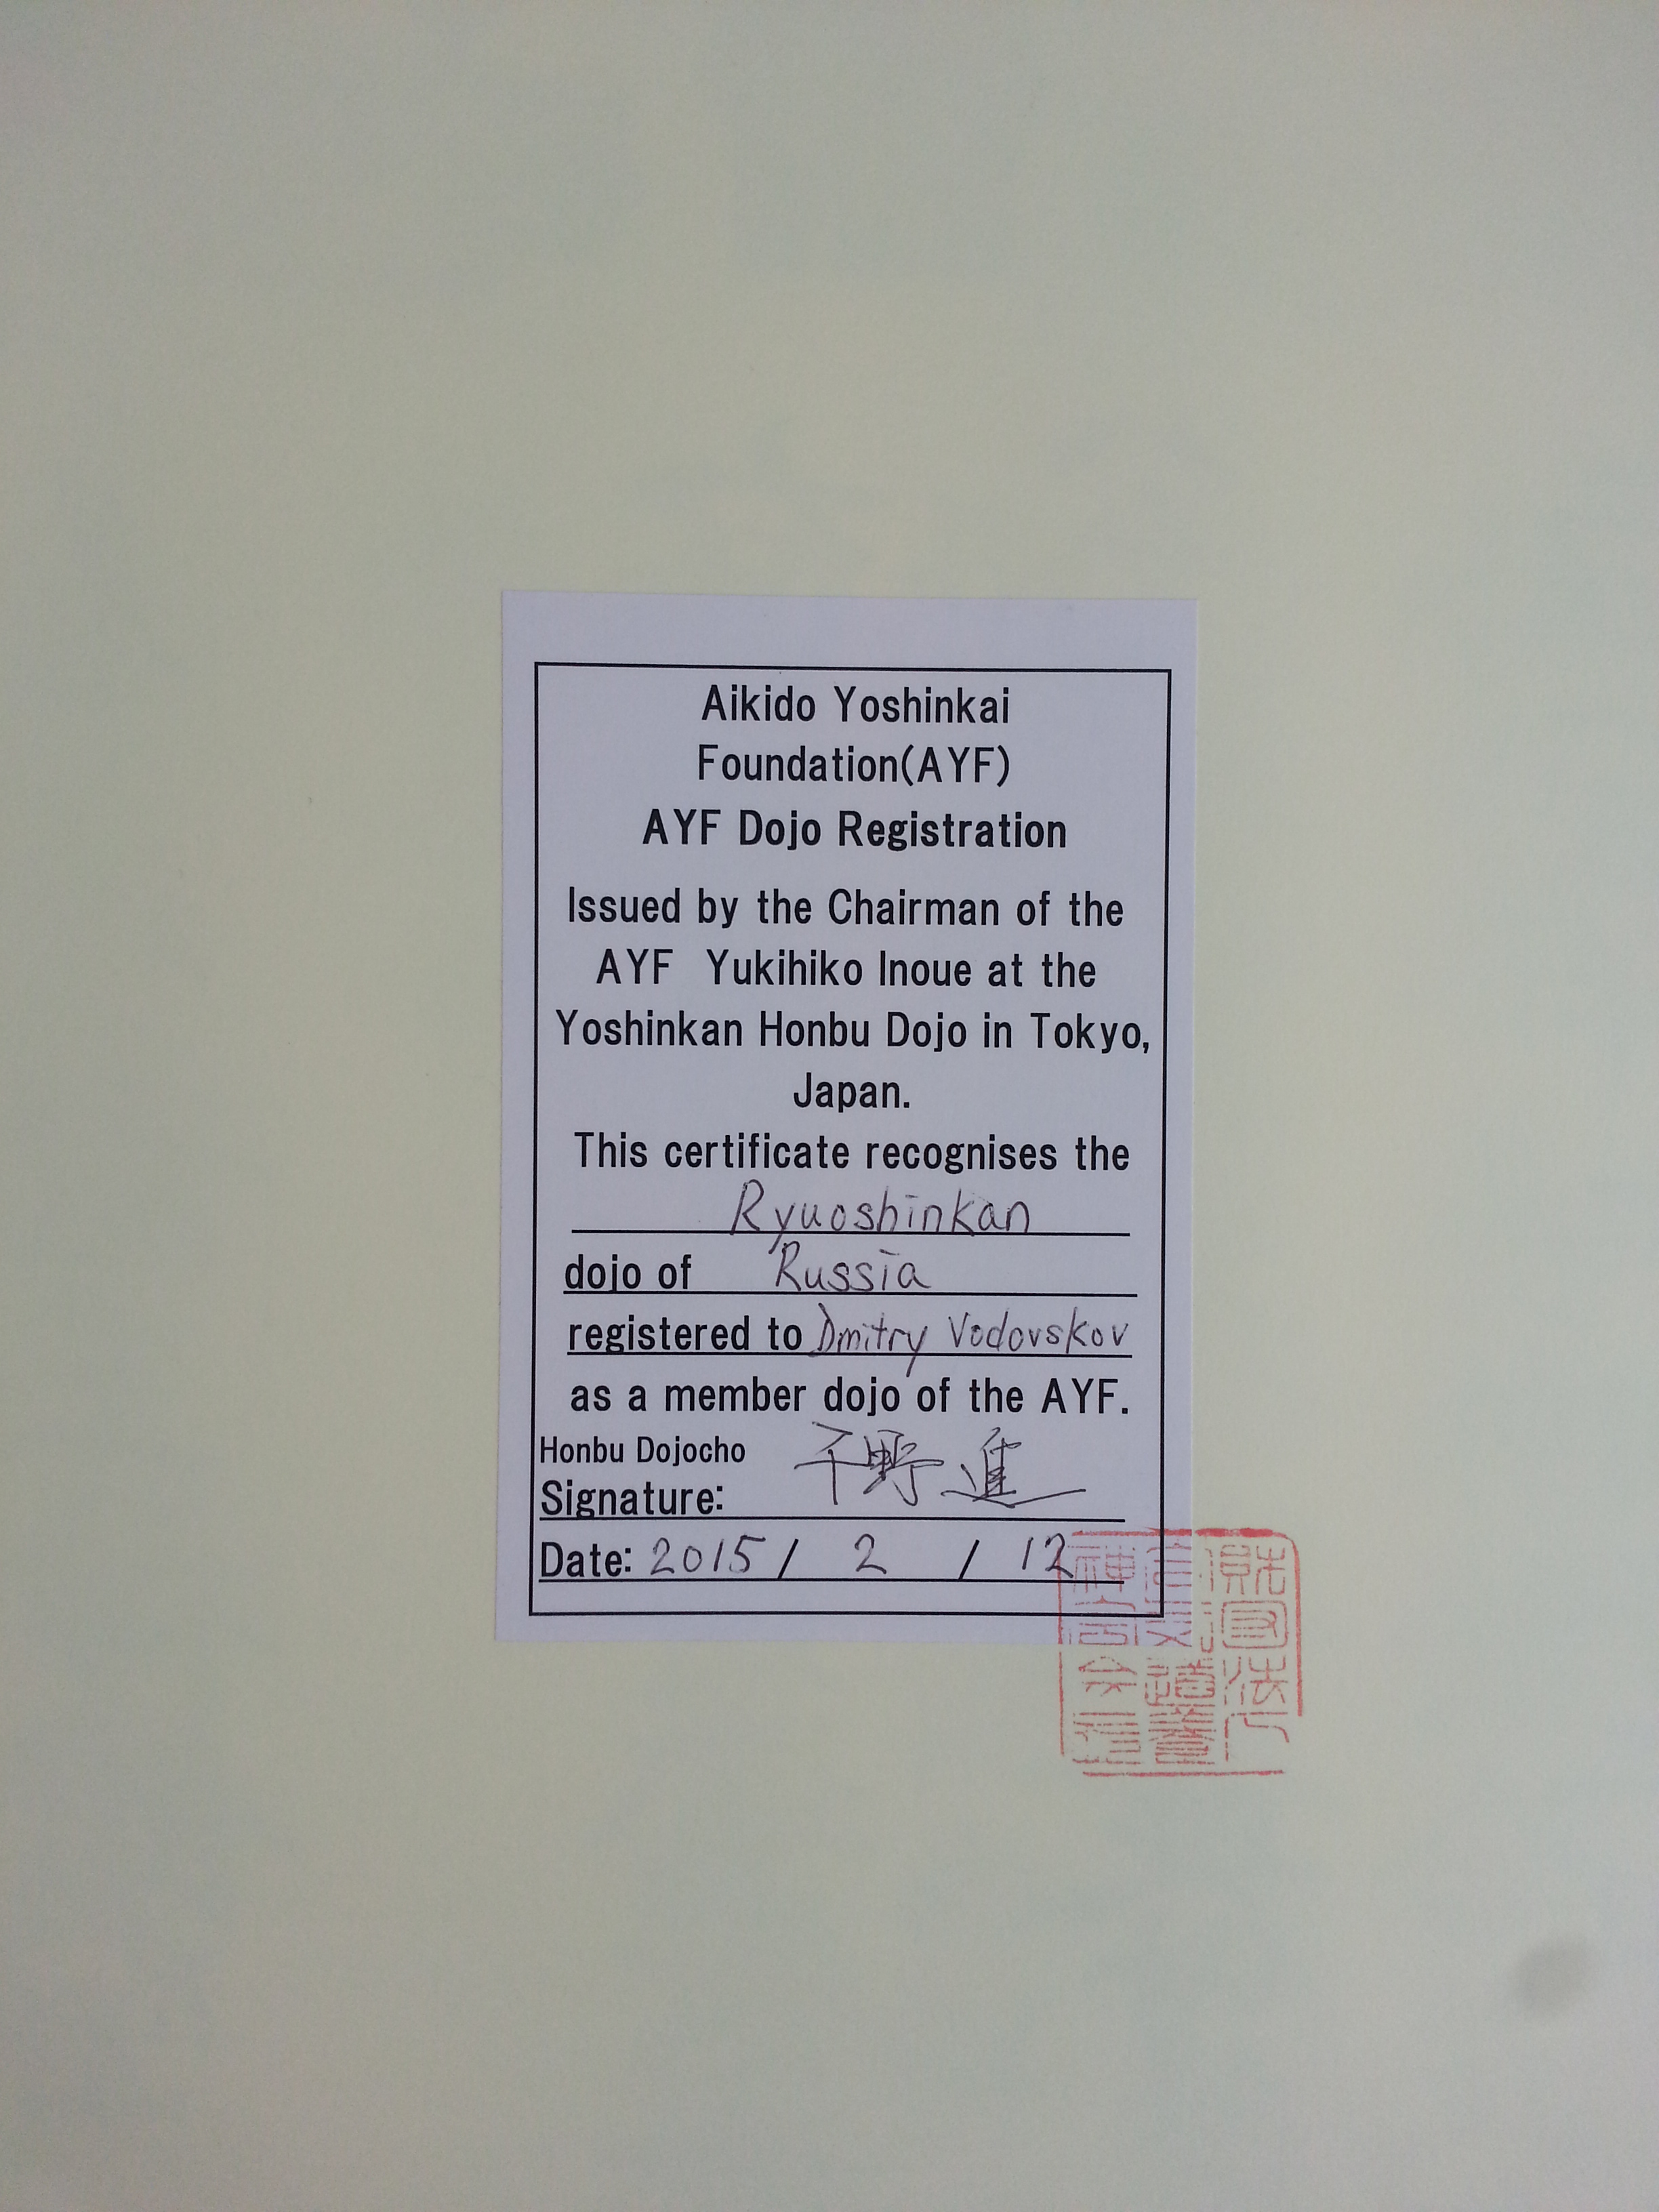 Aikido Yoshinkai
Foundation(AYF)
AYF Dojo Registration
Issued by the Chairman of the
AYF Yukihiko Inoue at the
Yoshinkan Honbu Dojo in Tokyo,
Japan.
This certificate recognises the
Ryuoshinkan
dojo of Russia
registered to Dmitry Vodovskov
as a member dojo of the AYF.
Honbu Dojocho
Signature: 千野進
Date: 2015 / 2 / 12